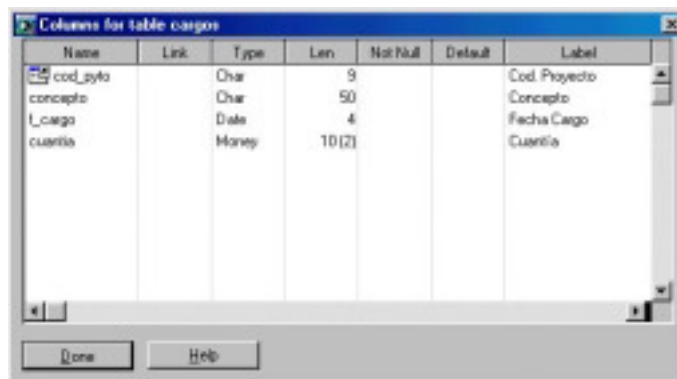 Columns for table cargos
Name Link Type Len Not Null Default Label
cod_pyto Char 9 Cod. Proyecto
concepto Char 50 Concepto
f_cargo Date 4 Fecha Cargo
cuantia Money 10 (2) Cuantía
Done Help